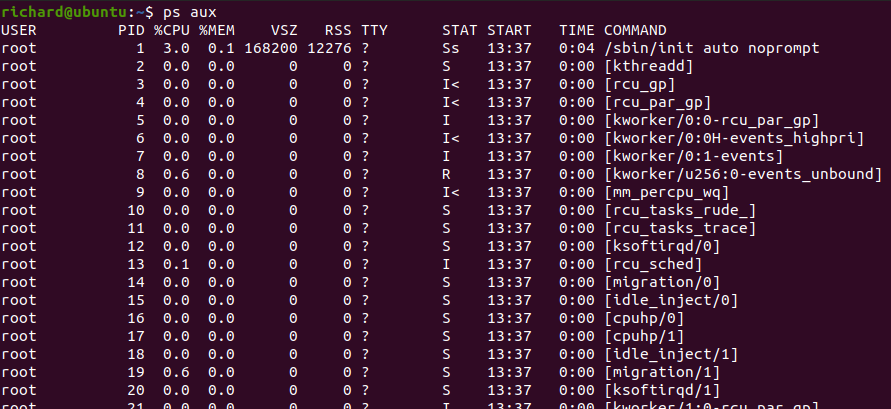 richard@ubuntu:~$ ps aux
USER PID %CPU %MEM VSZ RSS TTY STAT START TIME COMMAND
root 1 3.0 0.1 168200 12276 ? Ss 13:37 0:04 /sbin/init auto noprompt
root 2 0.0 0.0 0 0 ? S 13:37 0:00 [kthreadd]
root 3 0.0 0.0 0 0 ? I< 13:37 0:00 [rcu_gp]
root 4 0.0 0.0 0 0 ? I< 13:37 0:00 [rcu_par_gp]
root 5 0.0 0.0 0 0 ? I 13:37 0:00 [kworker/0:0-rcu_par_gp]
root 6 0.0 0.0 0 0 ? I< 13:37 0:00 [kworker/0:0H-events_highpri]
root 7 0.0 0.0 0 0 ? I 13:37 0:00 [kworker/0:1-events]
root 8 0.6 0.0 0 0 ? R 13:37 0:00 [kworker/u256:0-events_unbound]
root 9 0.0 0.0 0 0 ? I< 13:37 0:00 [mm_percpu_wq]
root 10 0.0 0.0 0 0 ? S 13:37 0:00 [rcu_tasks_rude_]
root 11 0.0 0.0 0 0 ? S 13:37 0:00 [rcu_tasks_trace]
root 12 0.0 0.0 0 0 ? S 13:37 0:00 [ksoftirqd/0]
root 13 0.1 0.0 0 0 ? I 13:37 0:00 [rcu_sched]
root 14 0.0 0.0 0 0 ? S 13:37 0:00 [migration/0]
root 15 0.0 0.0 0 0 ? S 13:37 0:00 [idle_inject/0]
root 16 0.0 0.0 0 0 ? S 13:37 0:00 [cpuhp/0]
root 17 0.0 0.0 0 0 ? S 13:37 0:00 [cpuhp/1]
root 18 0.0 0.0 0 0 ? S 13:37 0:00 [idle_inject/1]
root 19 0.6 0.0 0 0 ? S 13:37 0:00 [migration/1]
root 20 0.0 0.0 0 0 ? S 13:37 0:00 [ksoftirqd/1]
root 21 0.0 0.0 0 0 ? I 13:37 0:00 [kworker/1:0-rcu_par_gp]